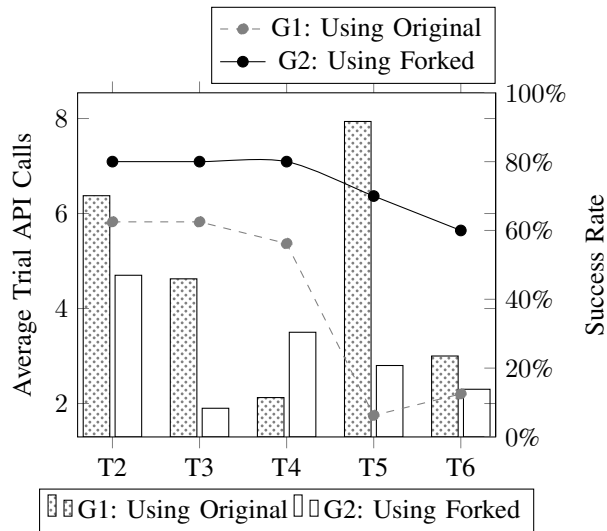 G1: Using Original
G2: Using Forked
Average Trial API Calls
8
6
4
2
100%
80%
60%
40%
20%
0%
Success Rate
T2 T3 T4 T5 T6
G1: Using Original G2: Using Forked